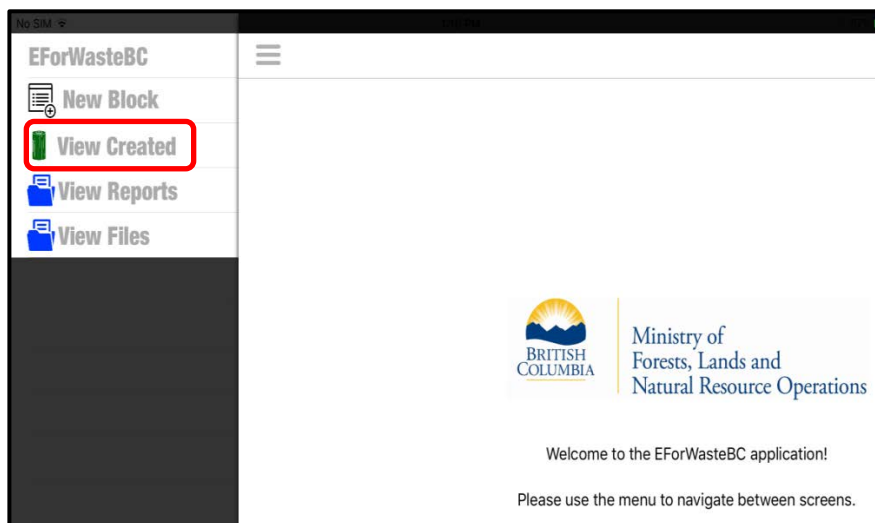 No SIM
EForWasteBC
New Block
View Created
View Reports
View Files
BRITISH
COLUMBIA
Ministry of
Forests, Lands and
Natural Resource Operations
Welcome to the EForWasteBC application!
Please use the menu to navigate between screens.